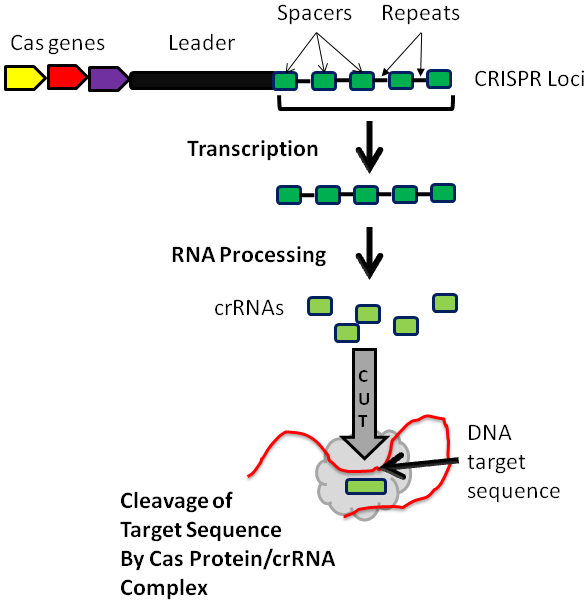 Spacers
Repeats
Cas genes
Leader
CRISPR Loci
Transcription
RNA Processing
crRNAs
CUT
DNA
target
sequence
Cleavage of
Target Sequence
By Cas Protein/crRNA
Complex